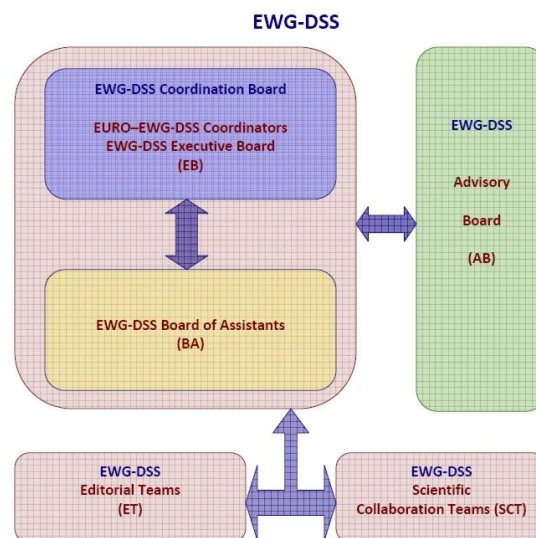 EWG-DSS
EWG-DSS Coordination Board
EURO–EWG-DSS Coordinators
EWG-DSS Executive Board
(EB)
EWG-DSS Board of Assistants
(BA)
EWG-DSS
Advisory
Board
(AB)
EWG-DSS
Editorial Teams
(ET)
EWG-DSS
Scientific
Collaboration Teams (SCT)